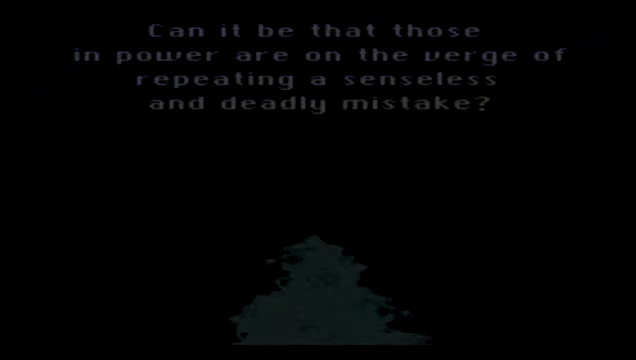 Can it be that those
in power are on the verge of
repeating a senseless
and deadly mistake?